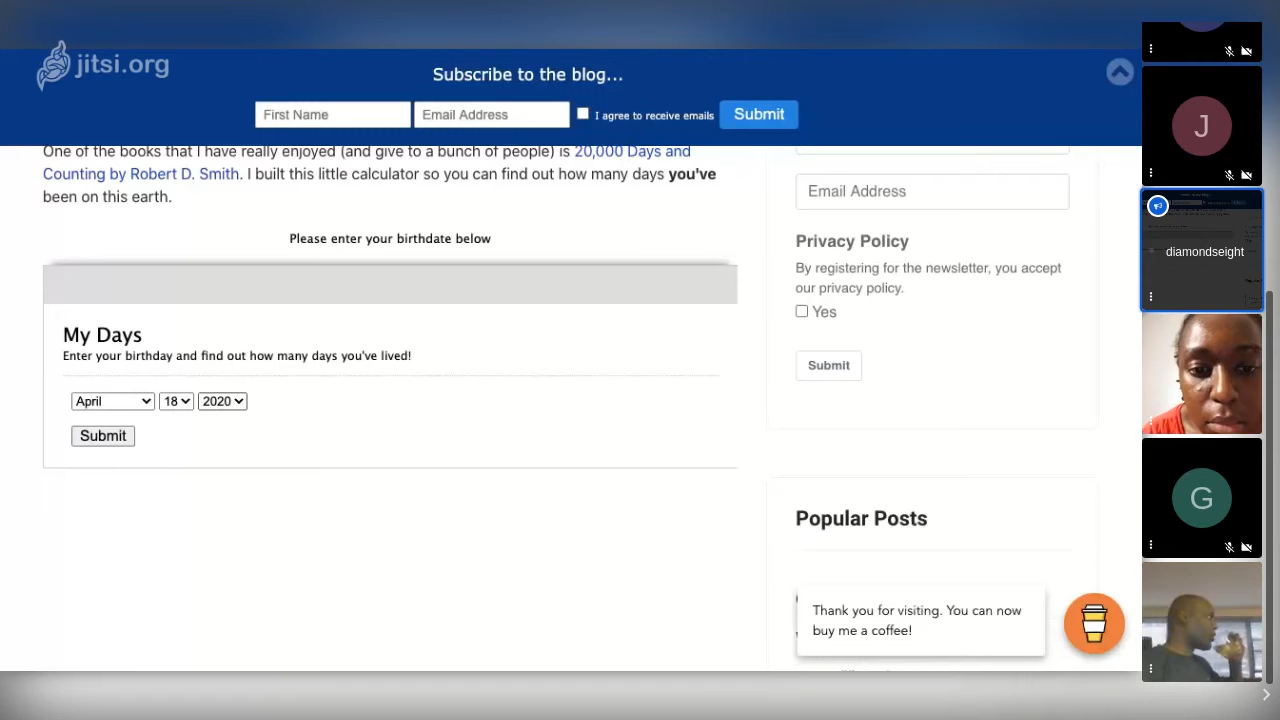 jitsi.org
Subscribe to the blog...
First Name
Email Address
I agree to receive emails
Submit
One of the books that I have really enjoyed (and give to a bunch of people) is 20,000 Days and
Counting by Robert D. Smith. I built this little calculator so you can find out how many days you've
been on this earth.
Please enter your birthdate below
My Days
Enter your birthday and find out how many days you've lived!
April
18
2020
Submit
Email Address
Privacy Policy
By registering for the newsletter, you accept
our privacy policy.
Yes
Submit
Popular Posts
Thank you for visiting. You can now
buy me a coffee!
J
diamondseight
G